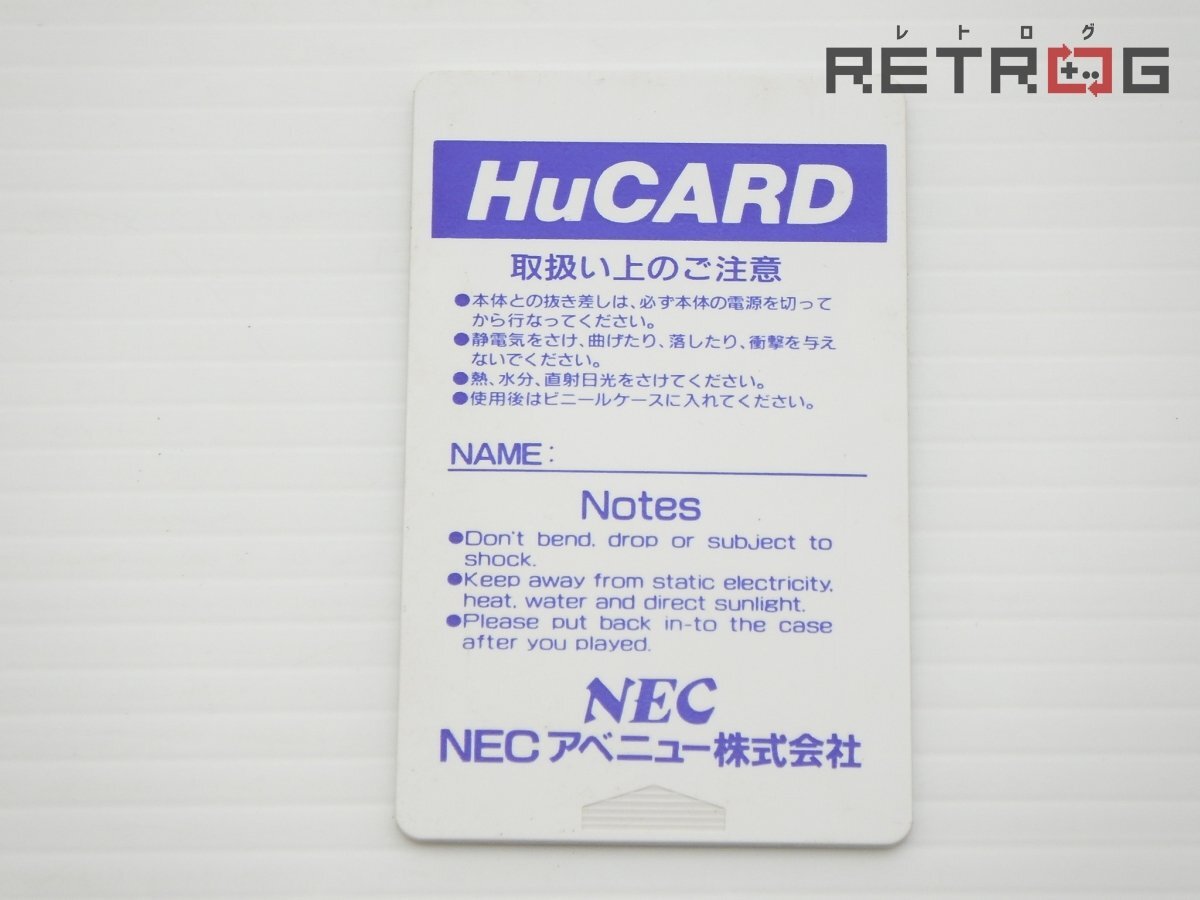 レトログ
RETROG
HuCARD
取扱い上のご注意
●本体との抜き差しは、必ず本体の電源を切って
から行なってください。
●静電気をさけ、曲げたり、落したり、衝撃を与え
ないでください。
●熱、水分、直射日光をさけてください。
●使用後はビニールケースに入れてください。
NAME:
Notes
●Don't bend, drop or subject to
shock.
●Keep away from static electricity,
heat, water and direct sunlight.
●Please put back in-to the case
after you played.
NEC
NECアベニュー株式会社